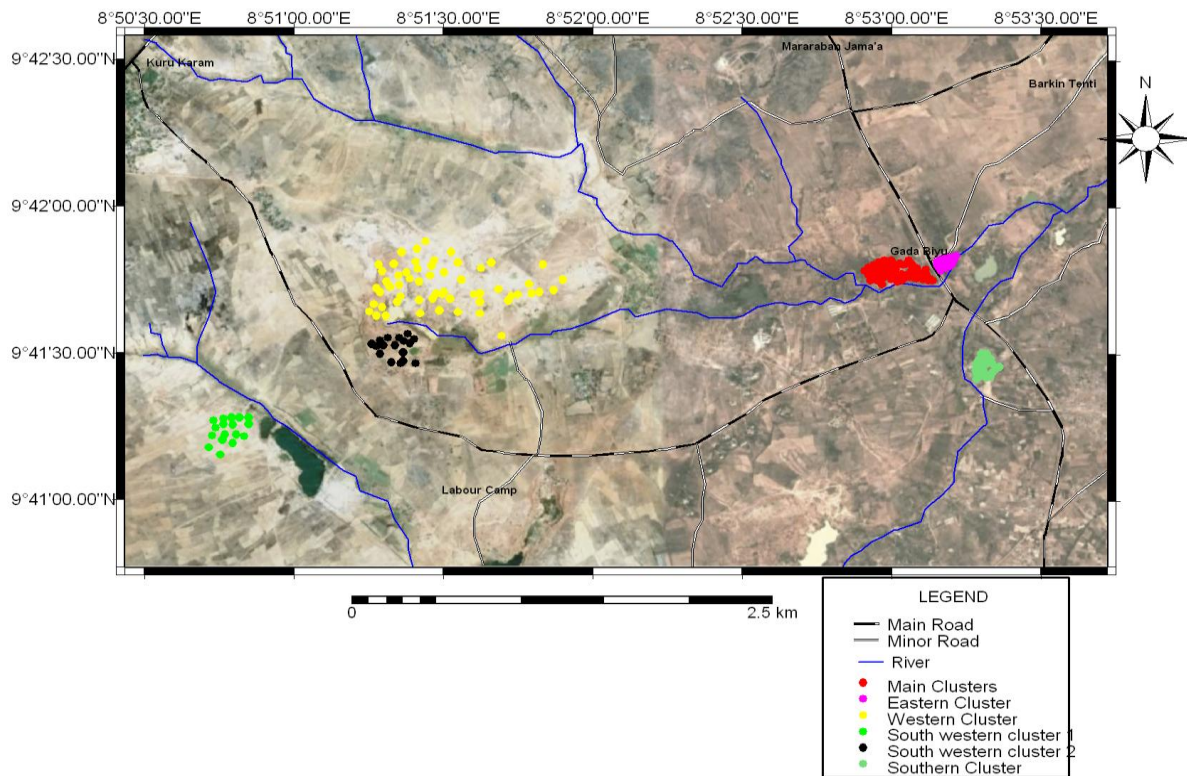 8°50'30.00"E 8°51'00.00"E 8°51'30.00"E 8°52'00.00"E 8°52'30.00"E 8°53'00.00"E 8°53'30.00"E
Mararaban Jama'a
9°42'30.00"N
Kuru Karam
Barkin Tenti
N
9°42'00.00"N
Gada Biyu
9°41'30.00"N
9°41'00.00"N
Labour Camp
0 2.5 km
LEGEND
Main Road
Minor Road
River
Main Clusters
Eastern Cluster
Western Cluster
South western cluster 1
South western cluster 2
Southern Cluster